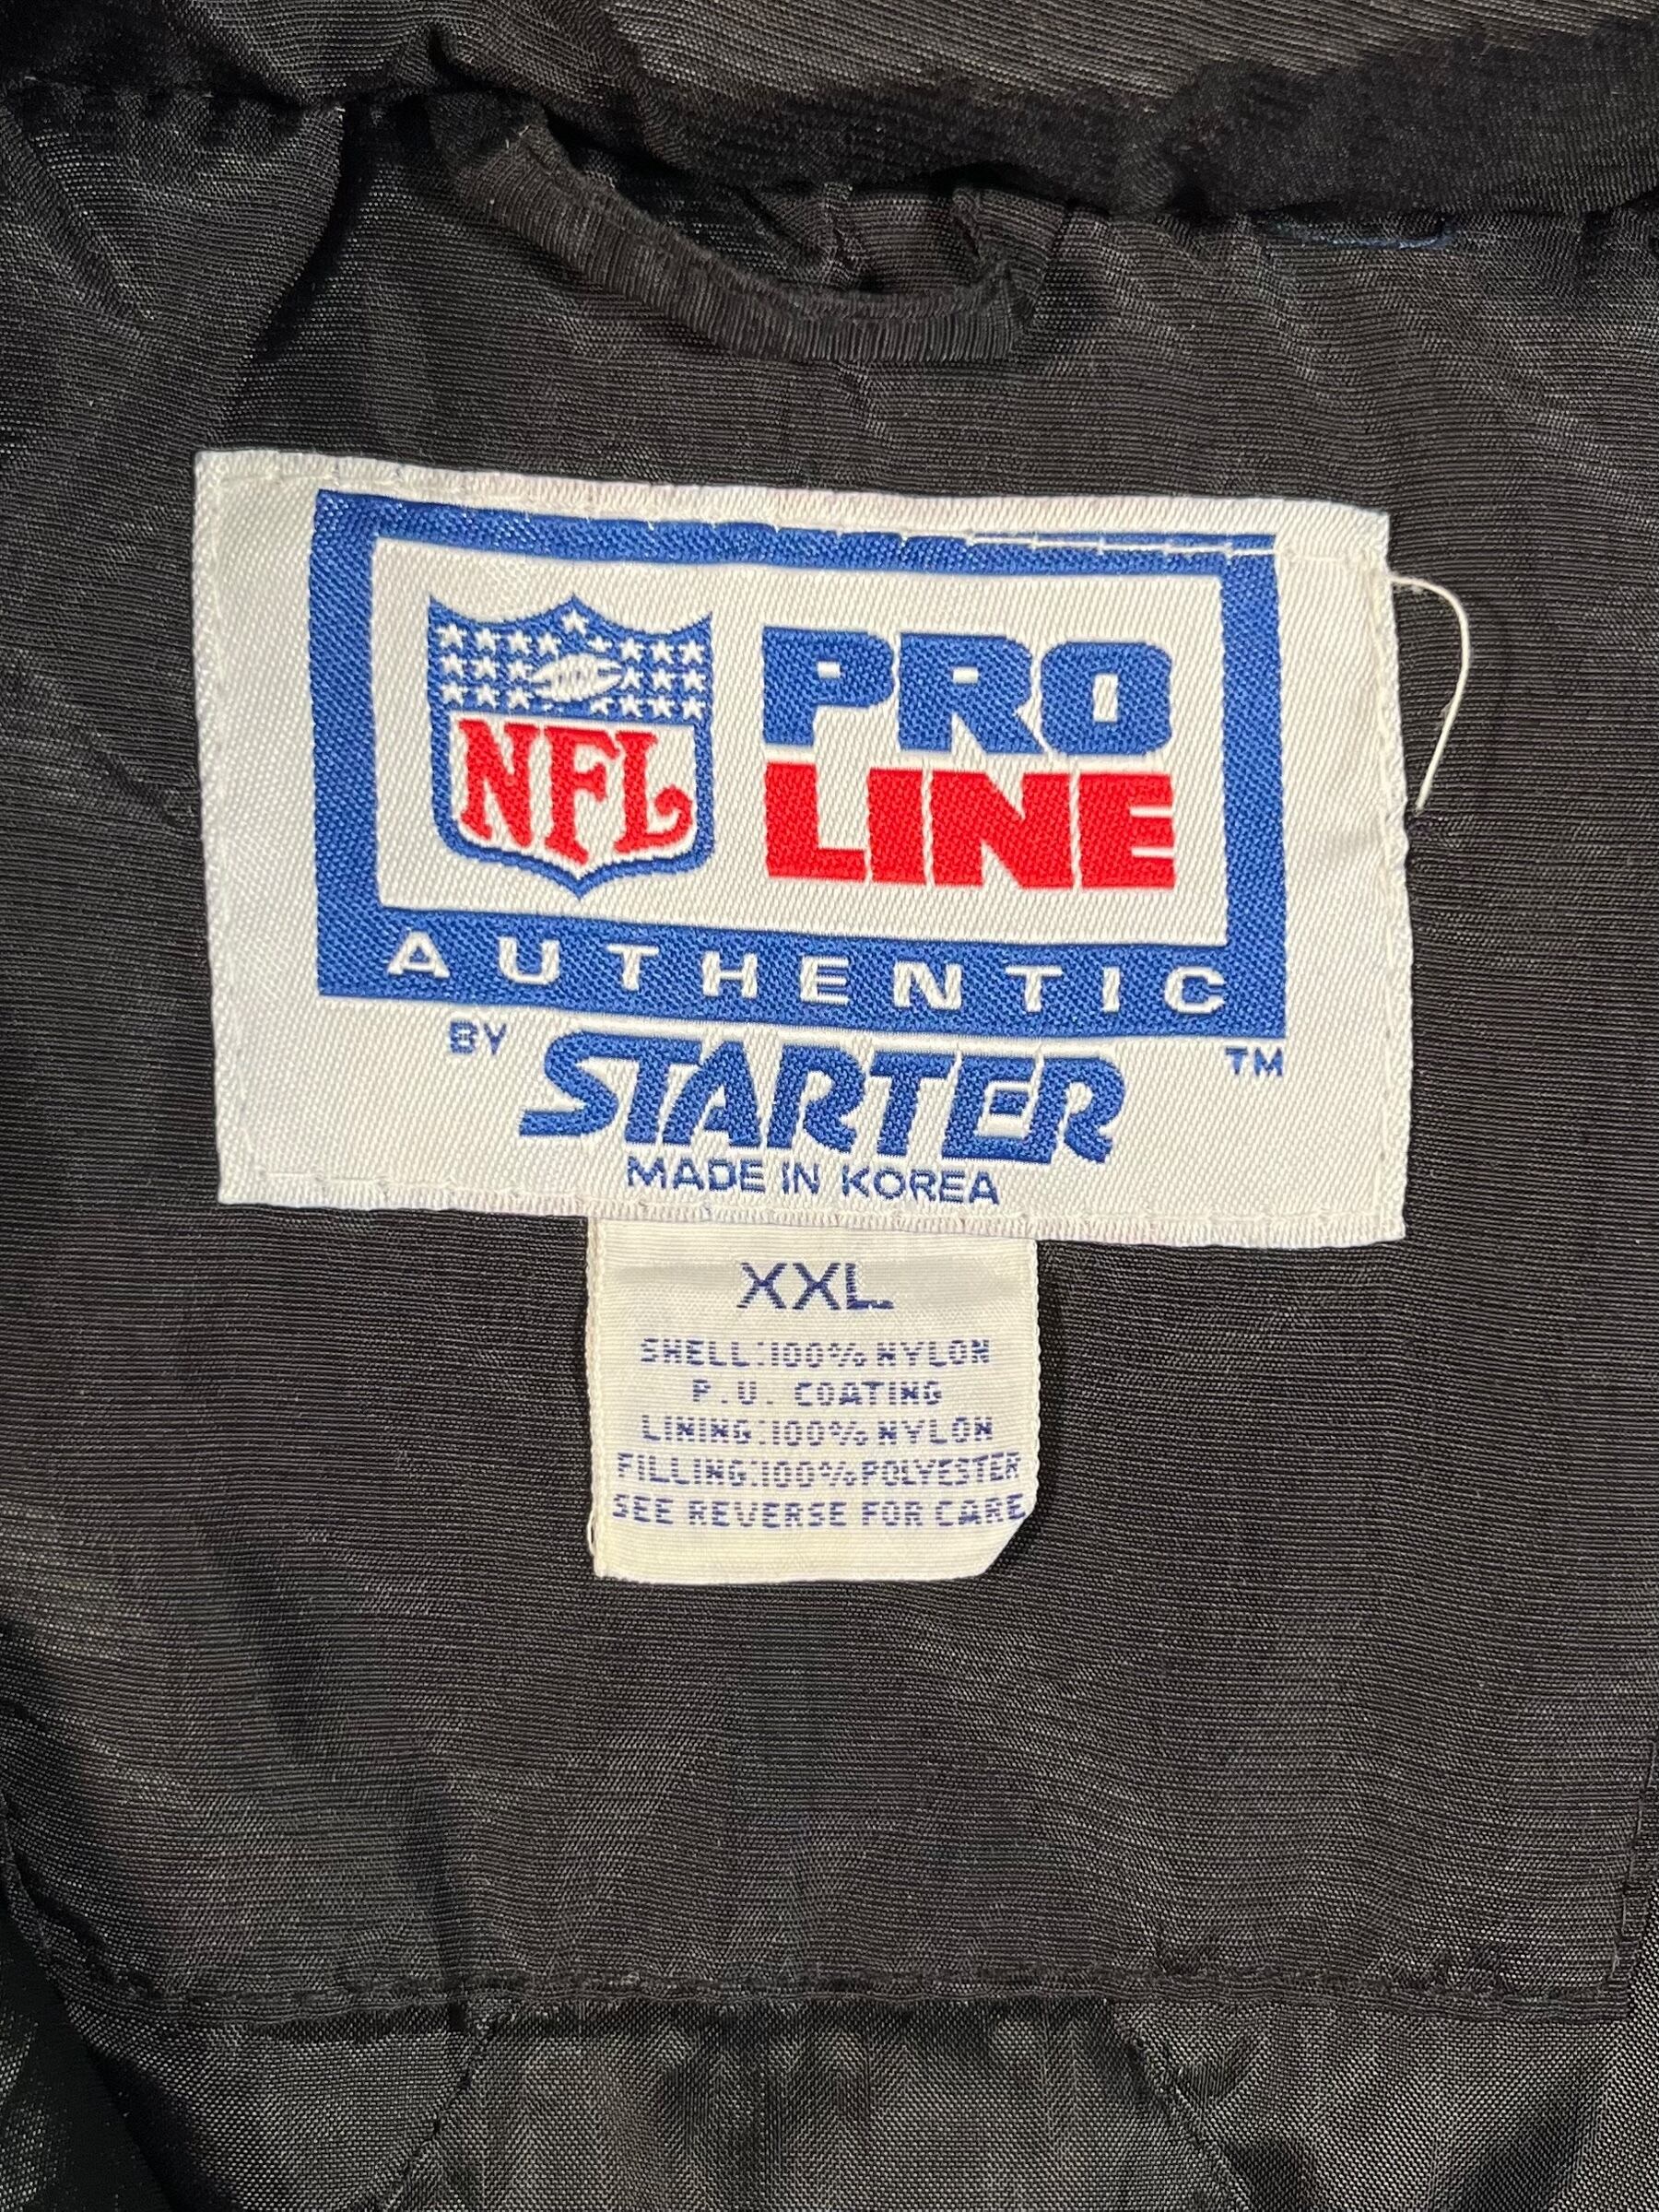 NFL
PRO
LINE
AUTHENTIC
BY STARTER TM
MADE IN KOREA
XXL
SHELL:100% NYLON
P.U. COATING
LINING:100% NYLON
FILLING:100% POLYESTER
SEE REVERSE FOR CARE